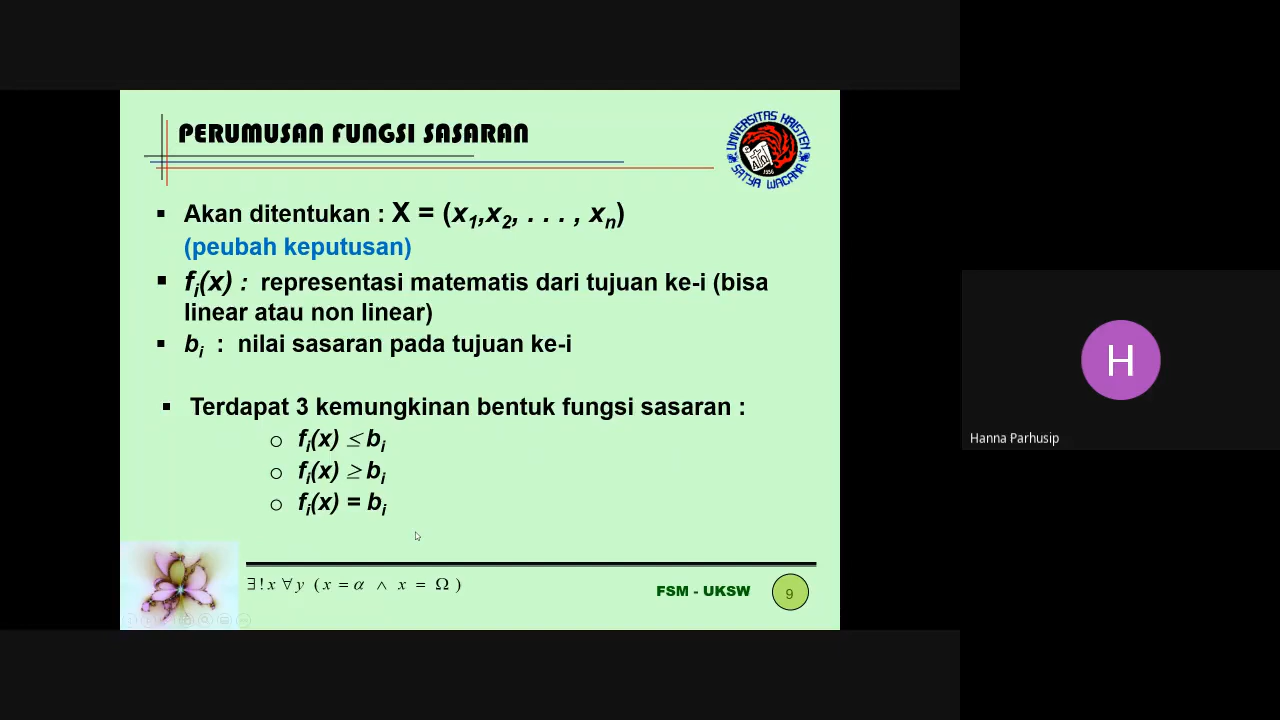 PERUMUSAN FUNGSI SASARAN
UNIVERSITAS KRISTEN
SATYA WACANA
1956
▪ Akan ditentukan : X = (x₁,x₂, . . . , xₙ)
(peubah keputusan)
▪ fᵢ(x) : representasi matematis dari tujuan ke-i (bisa
linear atau non linear)
▪ bᵢ : nilai sasaran pada tujuan ke-i
▪ Terdapat 3 kemungkinan bentuk fungsi sasaran :
o fᵢ(x) ≤ bᵢ
o fᵢ(x) ≥ bᵢ
o fᵢ(x) = bᵢ
∃!x ∀y (x = α ∧ x = Ω)
FSM - UKSW
9
H
Hanna Parhusip